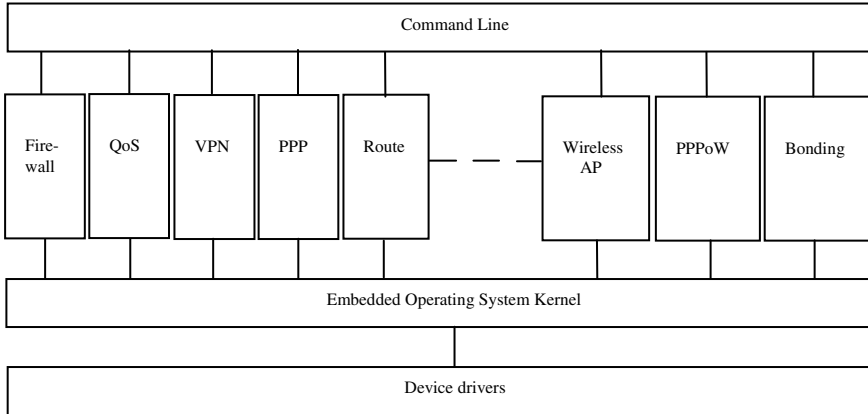 Command Line
Fire-
wall
QoS
VPN
PPP
Route
Wireless
AP
PPPoW
Bonding
Embedded Operating System Kernel
Device drivers